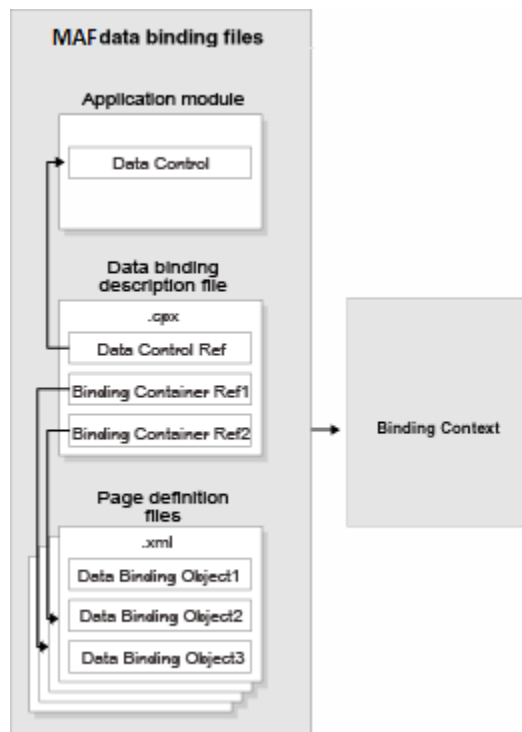 MAF data binding files
Application module
Data Control
Data binding
description file
.cpx
Data Control Ref
Binding Container Ref1
Binding Container Ref2
Binding Context
Page definition
files
.xml
Data Binding Object1
Data Binding Object2
Data Binding Object3